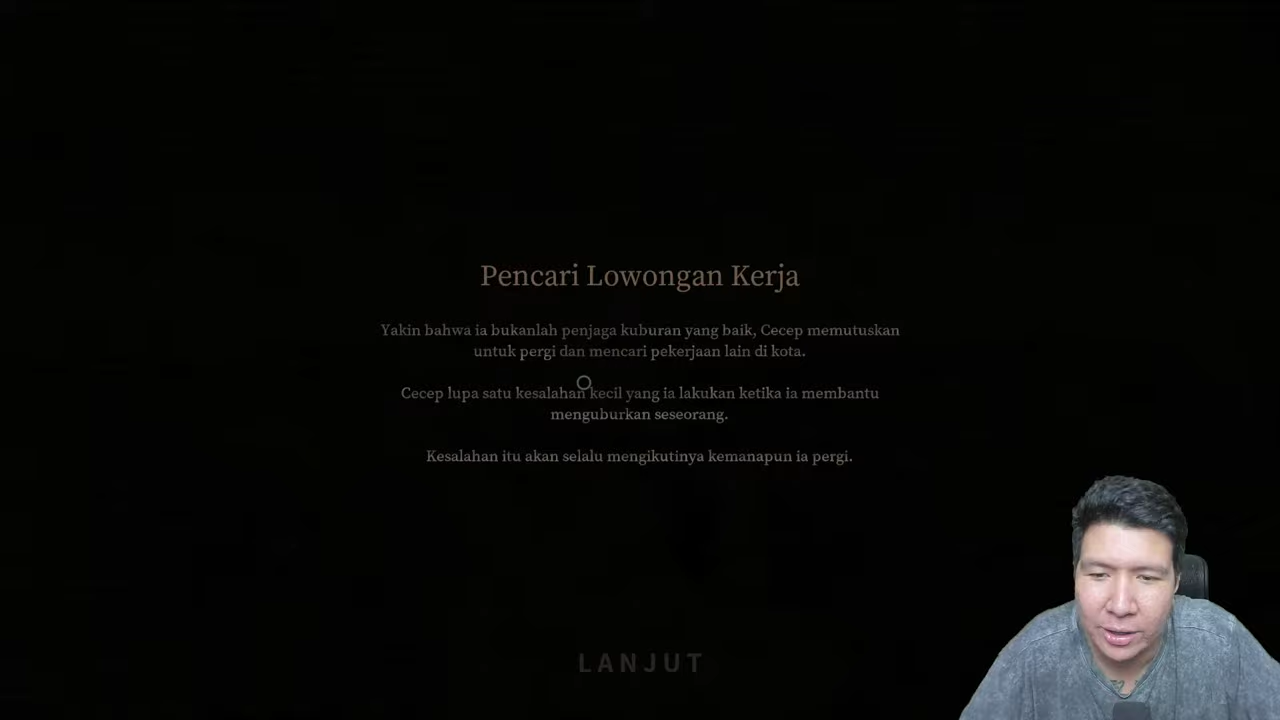 Pencari Lowongan Kerja
Yakin bahwa ia bukanlah penjaga kuburan yang baik, Cecep memutuskan
untuk pergi dan mencari pekerjaan lain di kota.
Cecep lupa satu kesalahan kecil yang ia lakukan ketika ia membantu
menguburkan seseorang.
Kesalahan itu akan selalu mengikutinya kemanapun ia pergi.
LANJUT